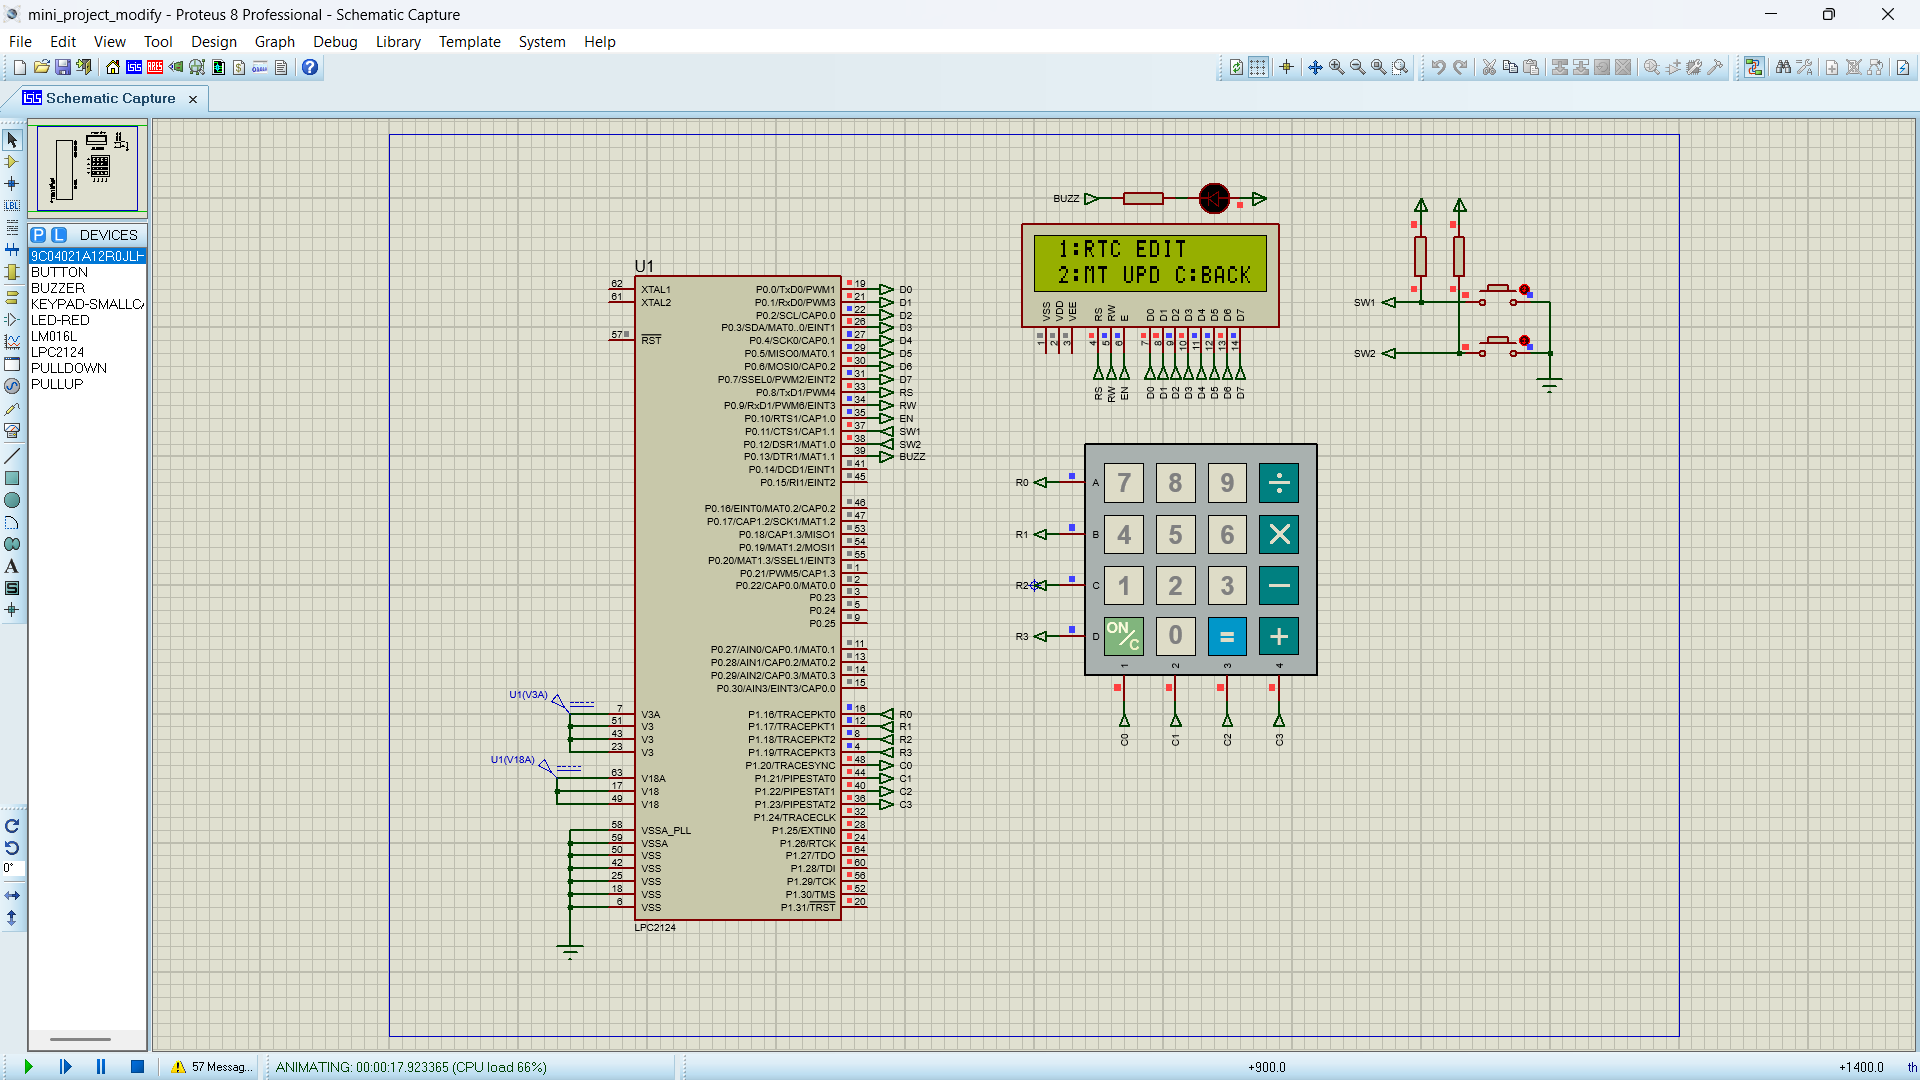 mini_project_modify - Proteus 8 Professional - Schematic Capture
File Edit View Tool Design Graph Debug Library Template System Help
Schematic Capture
P L DEVICES
9C04021A12R0JLH
BUTTON
BUZZER
KEYPAD-SMALLCA
LED-RED
LM016L
LPC2124
PULLDOWN
PULLUP
LBL
A
S
0°
U1
62 XTAL1
61 XTAL2
57 RST
U1(V3A)
7 V3A
51 V3
43 V3
23 V3
U1(V18A)
63 V18A
17 V18
49 V18
58 VSSA_PLL
59 VSSA
50 VSS
42 VSS
25 VSS
18 VSS
6 VSS
LPC2124
P0.0/TxD0/PWM1 19 D0
P0.1/RxD0/PWM3 21 D1
P0.2/SCL/CAP0.0 22 D2
P0.3/SDA/MAT0..0/EINT1 26 D3
P0.4/SCK0/CAP0.1 27 D4
P0.5/MISO0/MAT0.1 29 D5
P0.6/MOSI0/CAP0.2 30 D6
P0.7/SSEL0/PWM2/EINT2 31 D7
P0.8/TxD1/PWM4 33 RS
P0.9/RxD1/PWM6/EINT3 34 RW
P0.10/RTS1/CAP1.0 35 EN
P0.11/CTS1/CAP1.1 37 SW1
P0.12/DSR1/MAT1.0 38 SW2
P0.13/DTR1/MAT1.1 39 BUZZ
P0.14/DCD1/EINT1 41
P0.15/RI1/EINT2 45
P0.16/EINT0/MAT0.2/CAP0.2 46
P0.17/CAP1.2/SCK1/MAT1.2 47
P0.18/CAP1.3/MISO1 53
P0.19/MAT1.2/MOSI1 54
P0.20/MAT1.3/SSEL1/EINT3 55
P0.21/PWM5/CAP1.3 1
P0.22/CAP0.0/MAT0.0 2
P0.23 3
P0.24 5
P0.25 9
P0.27/AIN0/CAP0.1/MAT0.1 11
P0.28/AIN1/CAP0.2/MAT0.2 13
P0.29/AIN2/CAP0.3/MAT0.3 14
P0.30/AIN3/EINT3/CAP0.0 15
P1.16/TRACEPKT0 16 R0
P1.17/TRACEPKT1 12 R1
P1.18/TRACEPKT2 8 R2
P1.19/TRACEPKT3 4 R3
P1.20/TRACESYNC 48 C0
P1.21/PIPESTAT0 44 C1
P1.22/PIPESTAT1 40 C2
P1.23/PIPESTAT2 36 C3
P1.24/TRACECLK 32
P1.25/EXTIN0 28
P1.26/RTCK 24
P1.27/TDO 64
P1.28/TDI 60
P1.29/TCK 56
P1.30/TMS 52
P1.31/TRST 20
BUZZ
1:RTC EDIT
2:MT UPD C:BACK
VSS VDD VEE RS RW E D0 D1 D2 D3 D4 D5 D6 D7
1 2 3 4 5 6 7 8 9 10 11 12 13 14
RS RW EN D0 D1 D2 D3 D4 D5 D6 D7
SW1
SW2
R0 A 7 8 9 ÷
R1 B 4 5 6 ×
R2 C 1 2 3 −
R3 D ON/C 0 = +
1 2 3 4
C0 C1 C2 C3
57 Messag... ANIMATING: 00:00:17.923365 (CPU load 66%) +900.0 +1400.0 th